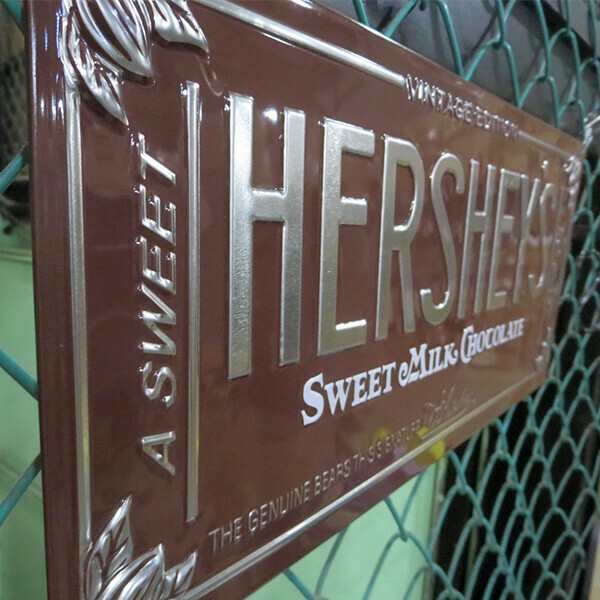 VINTAGE EDITION
A SWEET
HERSHEY'S
SWEET MILK CHOCOLATE
THE GENUINE BEARS THIS